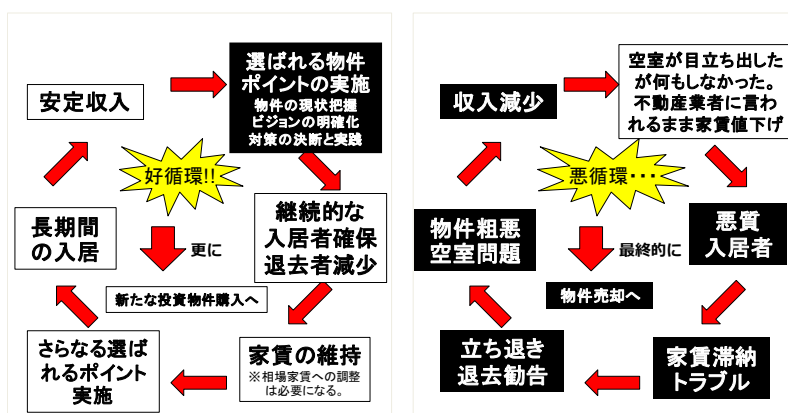 安定収入
選ばれる物件
ポイントの実施
物件の現状把握
ビジョンの明確化
対策の決断と実践
好循環!!
継続的な
入居者確保
退去者減少
長期間
の入居
更に
新たな投資物件購入へ
家賃の維持
※相場家賃への調整
は必要になる。
さらなる選ば
れるポイント
実施
収入減少
空室が目立ち出した
が何もしなかった。
不動産業者に言わ
れるまま家賃値下げ
悪循環・・・
悪質
入居者
物件粗悪
空室問題
最終的に
物件売却へ
家賃滞納
トラブル
立ち退き
退去勧告